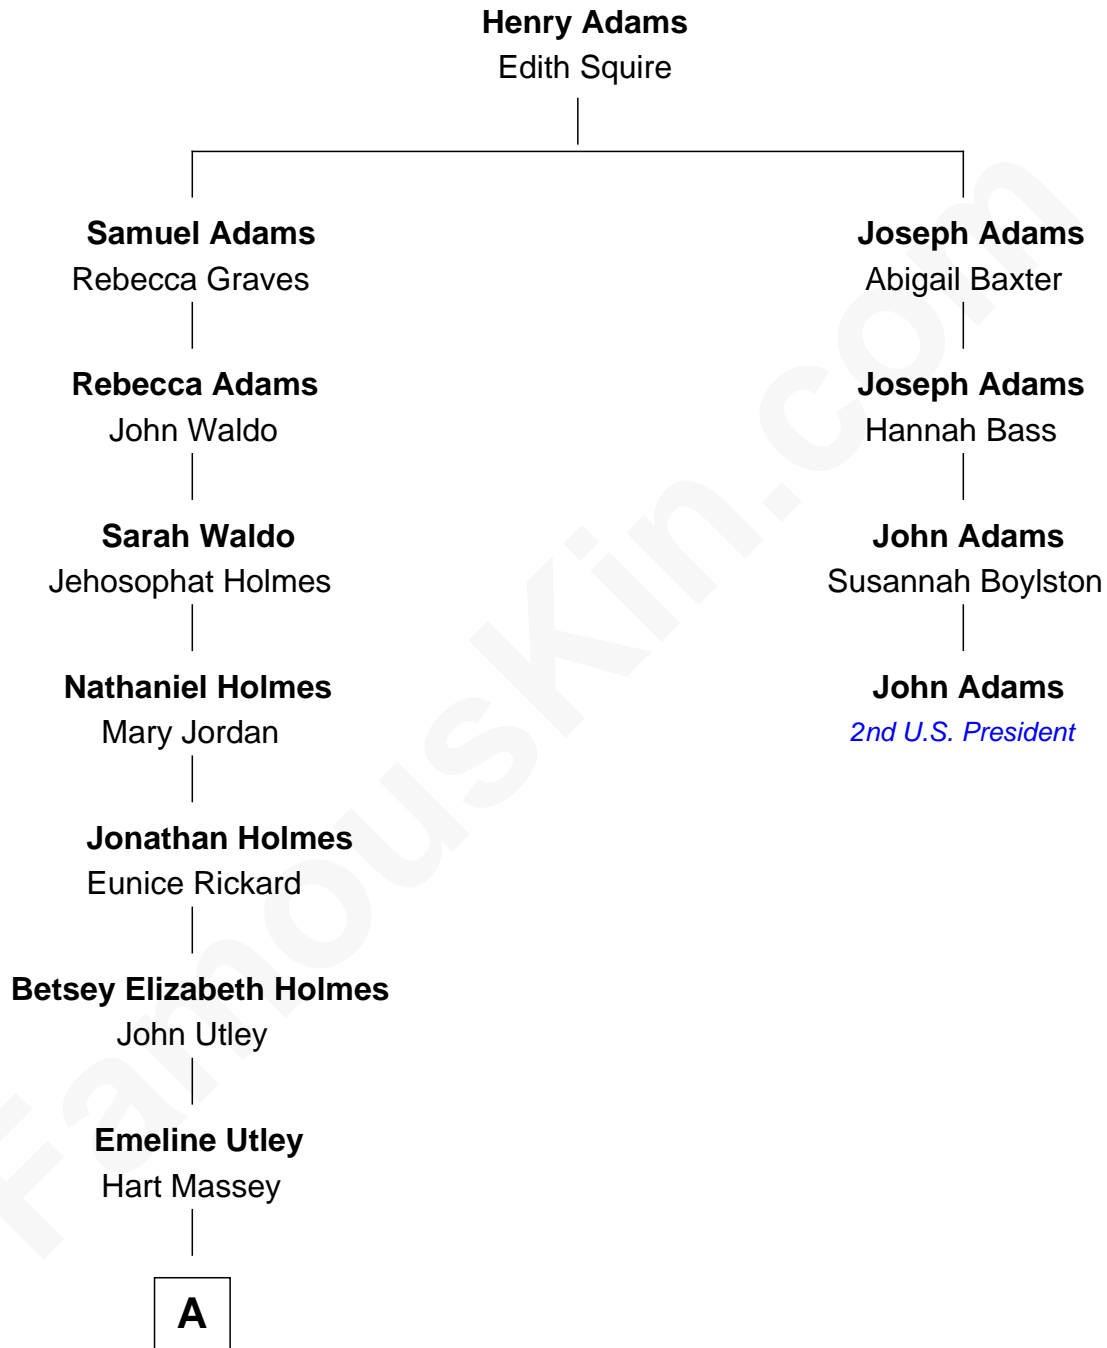 Henry Adams
Edith Squire
Samuel Adams
Rebecca Graves
Rebecca Adams
John Waldo
Sarah Waldo
Jehosophat Holmes
Nathaniel Holmes
Mary Jordan
Jonathan Holmes
Eunice Rickard
Betsey Elizabeth Holmes
John Utley
Emeline Utley
Hart Massey
A
Joseph Adams
Abigail Baxter
Joseph Adams
Hannah Bass
John Adams
Susannah Boylston
John Adams
2nd U.S. President
FamousKin.com